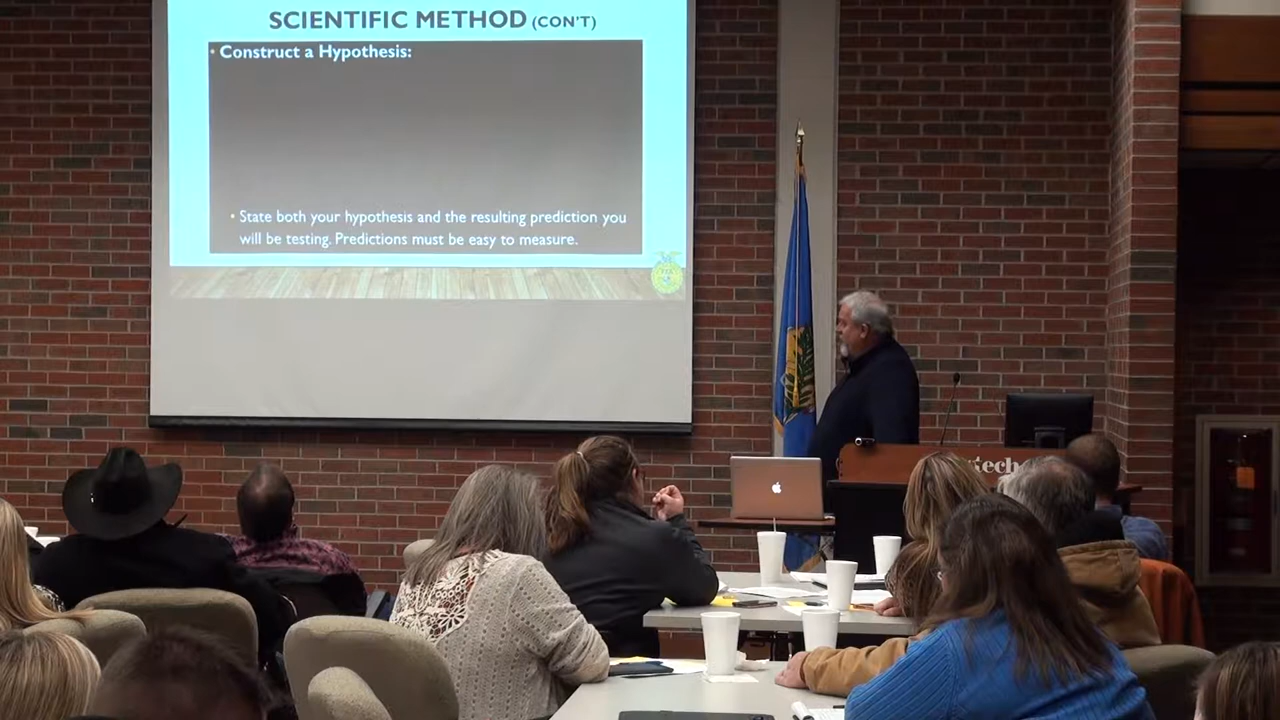 SCIENTIFIC METHOD (CON'T)
• Construct a Hypothesis:
• State both your hypothesis and the resulting prediction you
will be testing. Predictions must be easy to measure.
tech